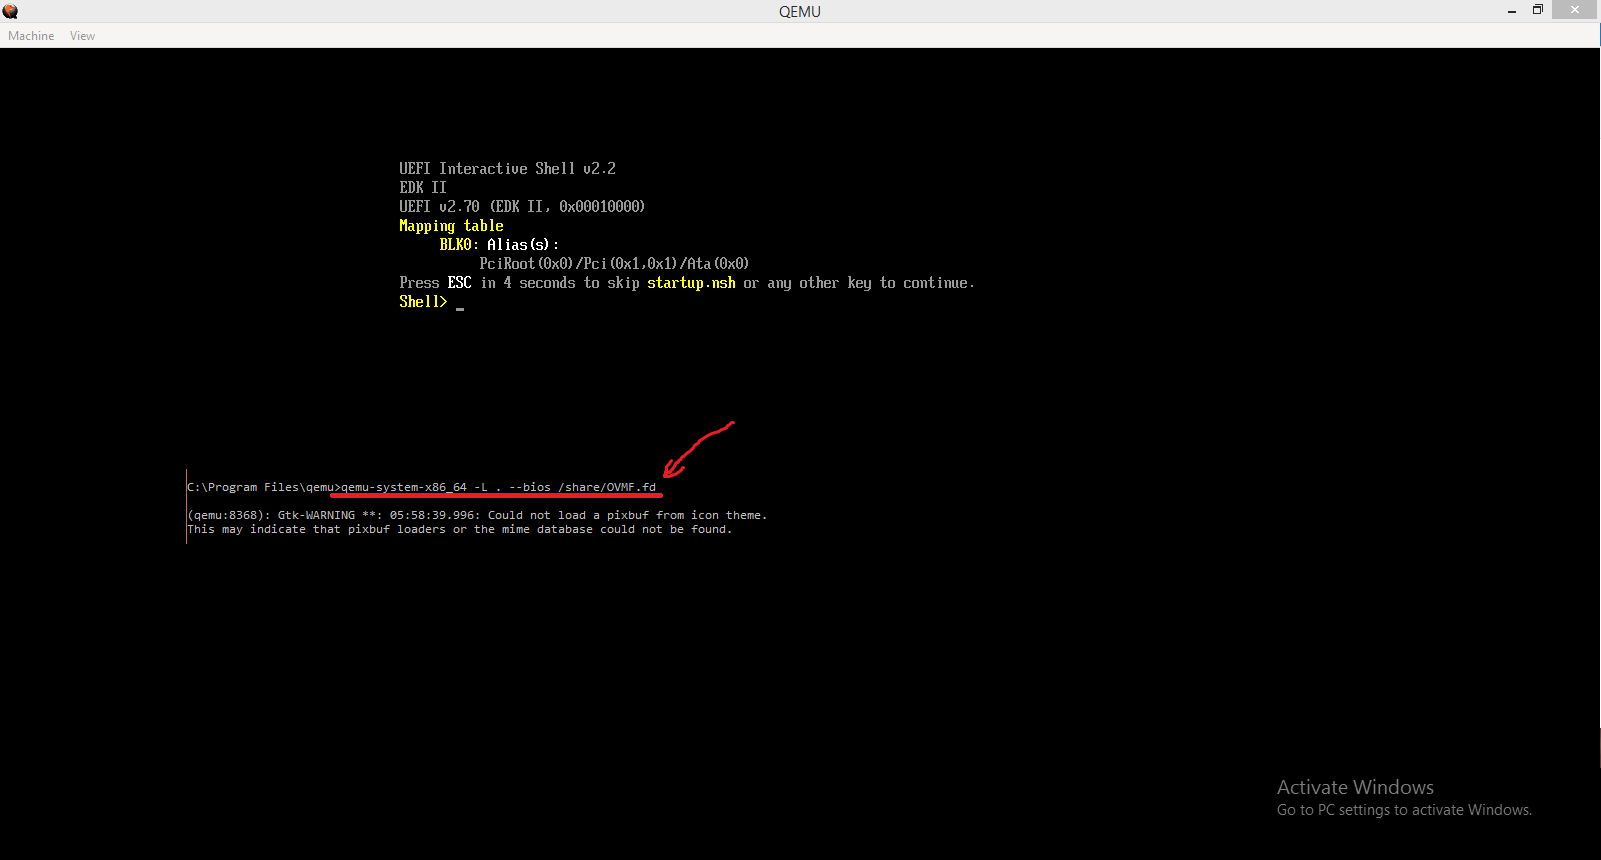 QEMU
Machine View
UEFI Interactive Shell v2.2
EDK II
UEFI v2.70 (EDK II, 0x00010000)
Mapping table
BLK0: Alias(s):
PciRoot(0x0)/Pci(0x1,0x1)/Ata(0x0)
Press ESC in 4 seconds to skip startup.nsh or any other key to continue.
Shell> _
C:\Program Files\qemu>qemu-system-x86_64 -L . --bios /share/OVMF.fd
(qemu:8368): Gtk-WARNING **: 05:58:39.996: Could not load a pixbuf from icon theme.
This may indicate that pixbuf loaders or the mime database could not be found.
Activate Windows
Go to PC settings to activate Windows.